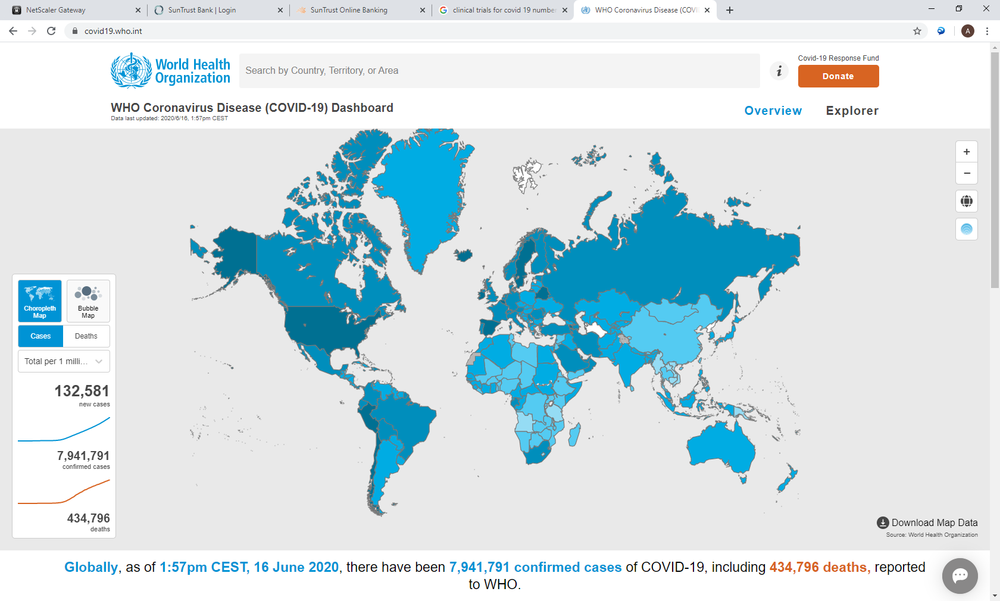 NetScaler Gateway
SunTrust Bank | Login
SunTrust Online Banking
clinical trials for covid 19 number
WHO Coronavirus Disease (COVI
covid19.who.int
A
World Health
Organization
Search by Country, Territory, or Area
i
Covid-19 Response Fund
Donate
WHO Coronavirus Disease (COVID-19) Dashboard
Data last updated: 2020/6/16, 1:57pm CEST
Overview
Explorer
+
−
Choropleth
Map
Bubble
Map
Cases
Deaths
Total per 1 milli...
132,581
new cases
7,941,791
confirmed cases
434,796
deaths
Download Map Data
Source: World Health Organization
Globally, as of 1:57pm CEST, 16 June 2020, there have been 7,941,791 confirmed cases of COVID-19, including 434,796 deaths, reported
to WHO.